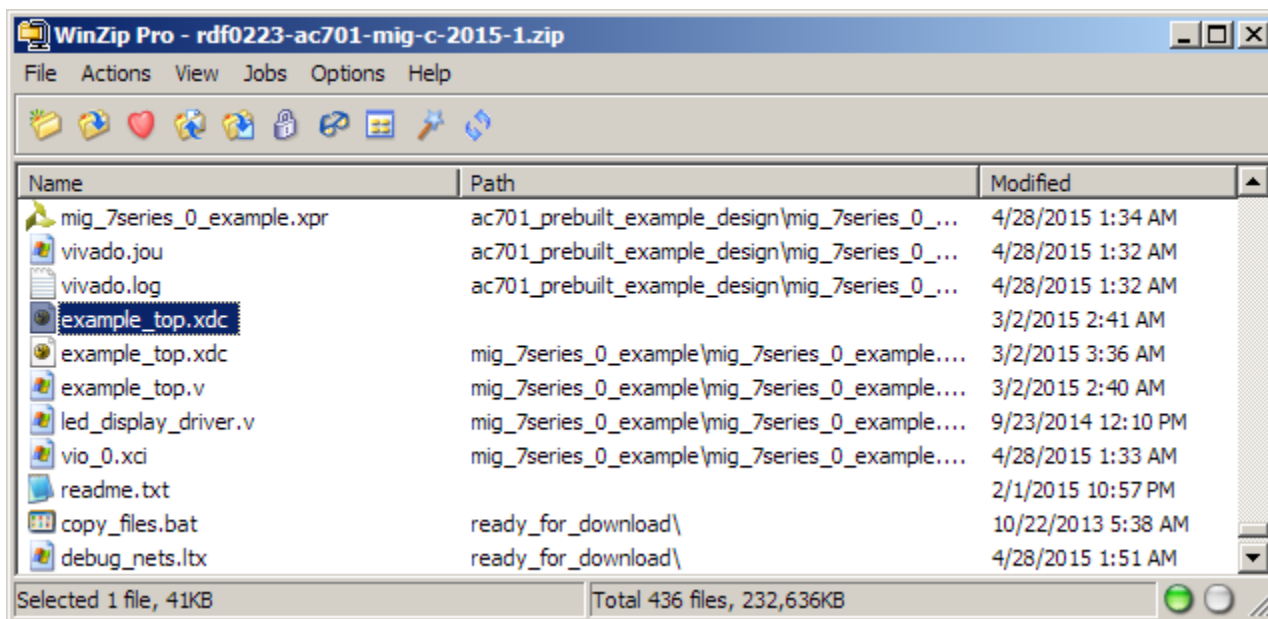 WinZip Pro - rdf0223-ac701-mig-c-2015-1.zip
File Actions View Jobs Options Help
Name Path Modified
mig_7series_0_example.xpr ac701_prebuilt_example_design\mig_7series_0_... 4/28/2015 1:34 AM
vivado.jou ac701_prebuilt_example_design\mig_7series_0_... 4/28/2015 1:32 AM
vivado.log ac701_prebuilt_example_design\mig_7series_0_... 4/28/2015 1:32 AM
example_top.xdc 3/2/2015 2:41 AM
example_top.xdc mig_7series_0_example\mig_7series_0_example.... 3/2/2015 3:36 AM
example_top.v mig_7series_0_example\mig_7series_0_example.... 3/2/2015 2:40 AM
led_display_driver.v mig_7series_0_example\mig_7series_0_example.... 9/23/2014 12:10 PM
vio_0.xci mig_7series_0_example\mig_7series_0_example.... 4/28/2015 1:33 AM
readme.txt 2/1/2015 10:57 PM
copy_files.bat ready_for_download\ 10/22/2013 5:38 AM
debug_nets.ltx ready_for_download\ 4/28/2015 1:51 AM
Selected 1 file, 41KB Total 436 files, 232,636KB